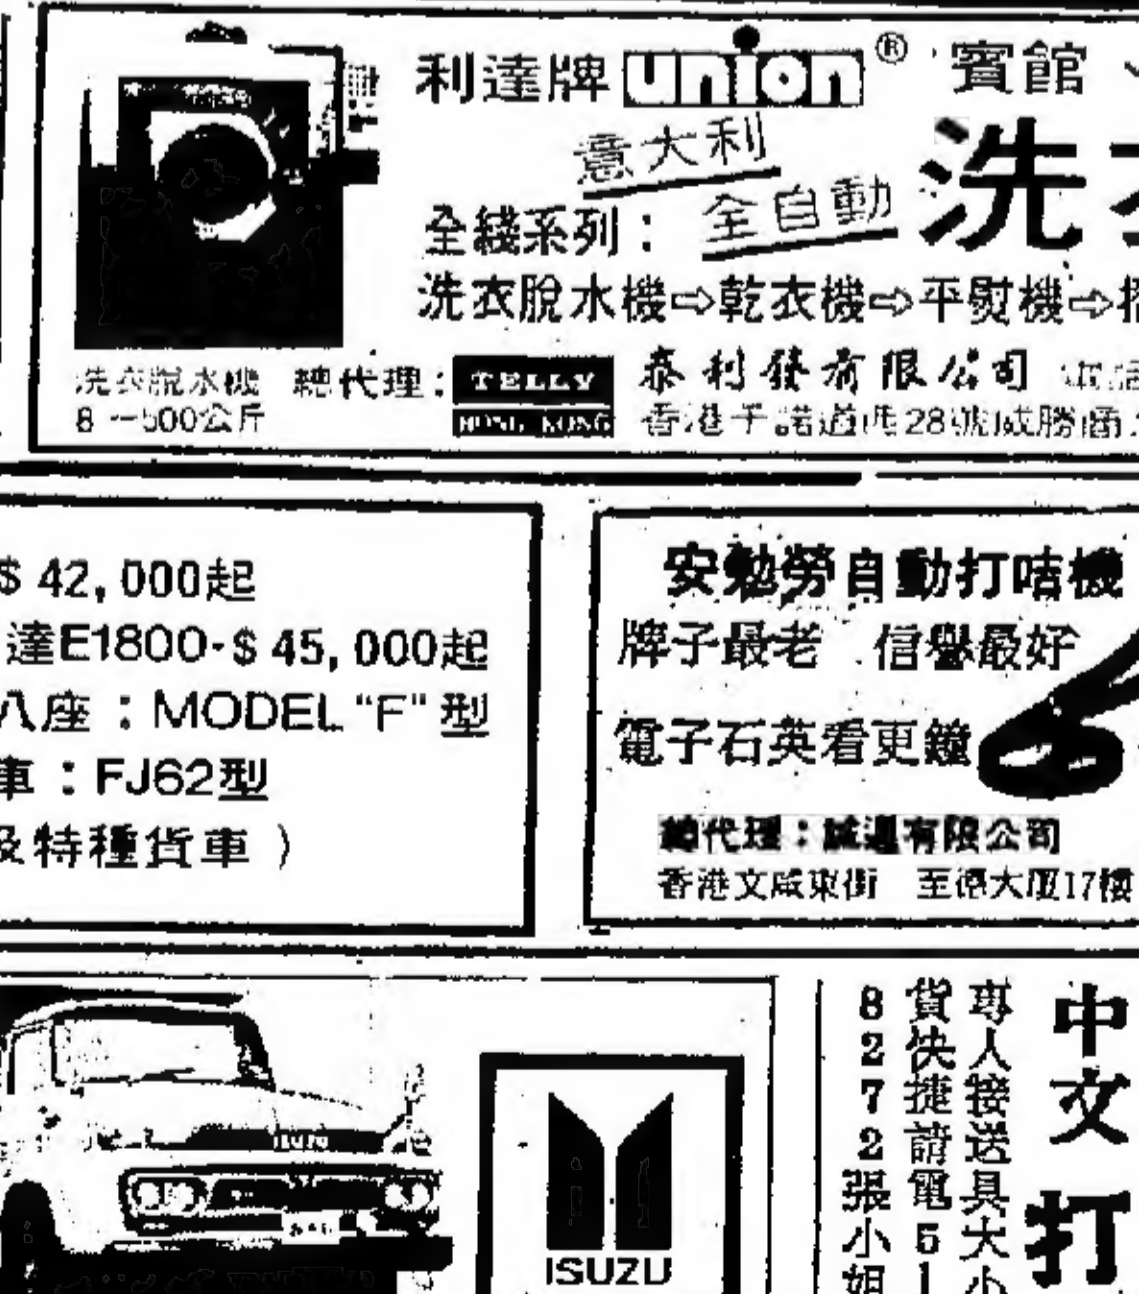 利達牌 union® 賓館
意大利
全自動
洗
全綫系列：
洗衣脫水機⇨乾衣機⇨平熨機⇨
洗衣脫水機
8－500公斤
總代理：
TELLY
HONG KONG
泰利發有限公司
香港干諾道西28號威勝商
$42,000起
達E1800-$45,000起
八座：MODEL "F" 型
車：FJ62型
及特種貨車）
安勉勞自動打咭機
牌子最老 信譽最好
電子石英看更鐘
總代理：誠通有限公司
香港文咸東街 至德大厦17樓
ISUZU
ISUZU
中文打
專人接送具大小
貨快捷請電5
8272張小姐